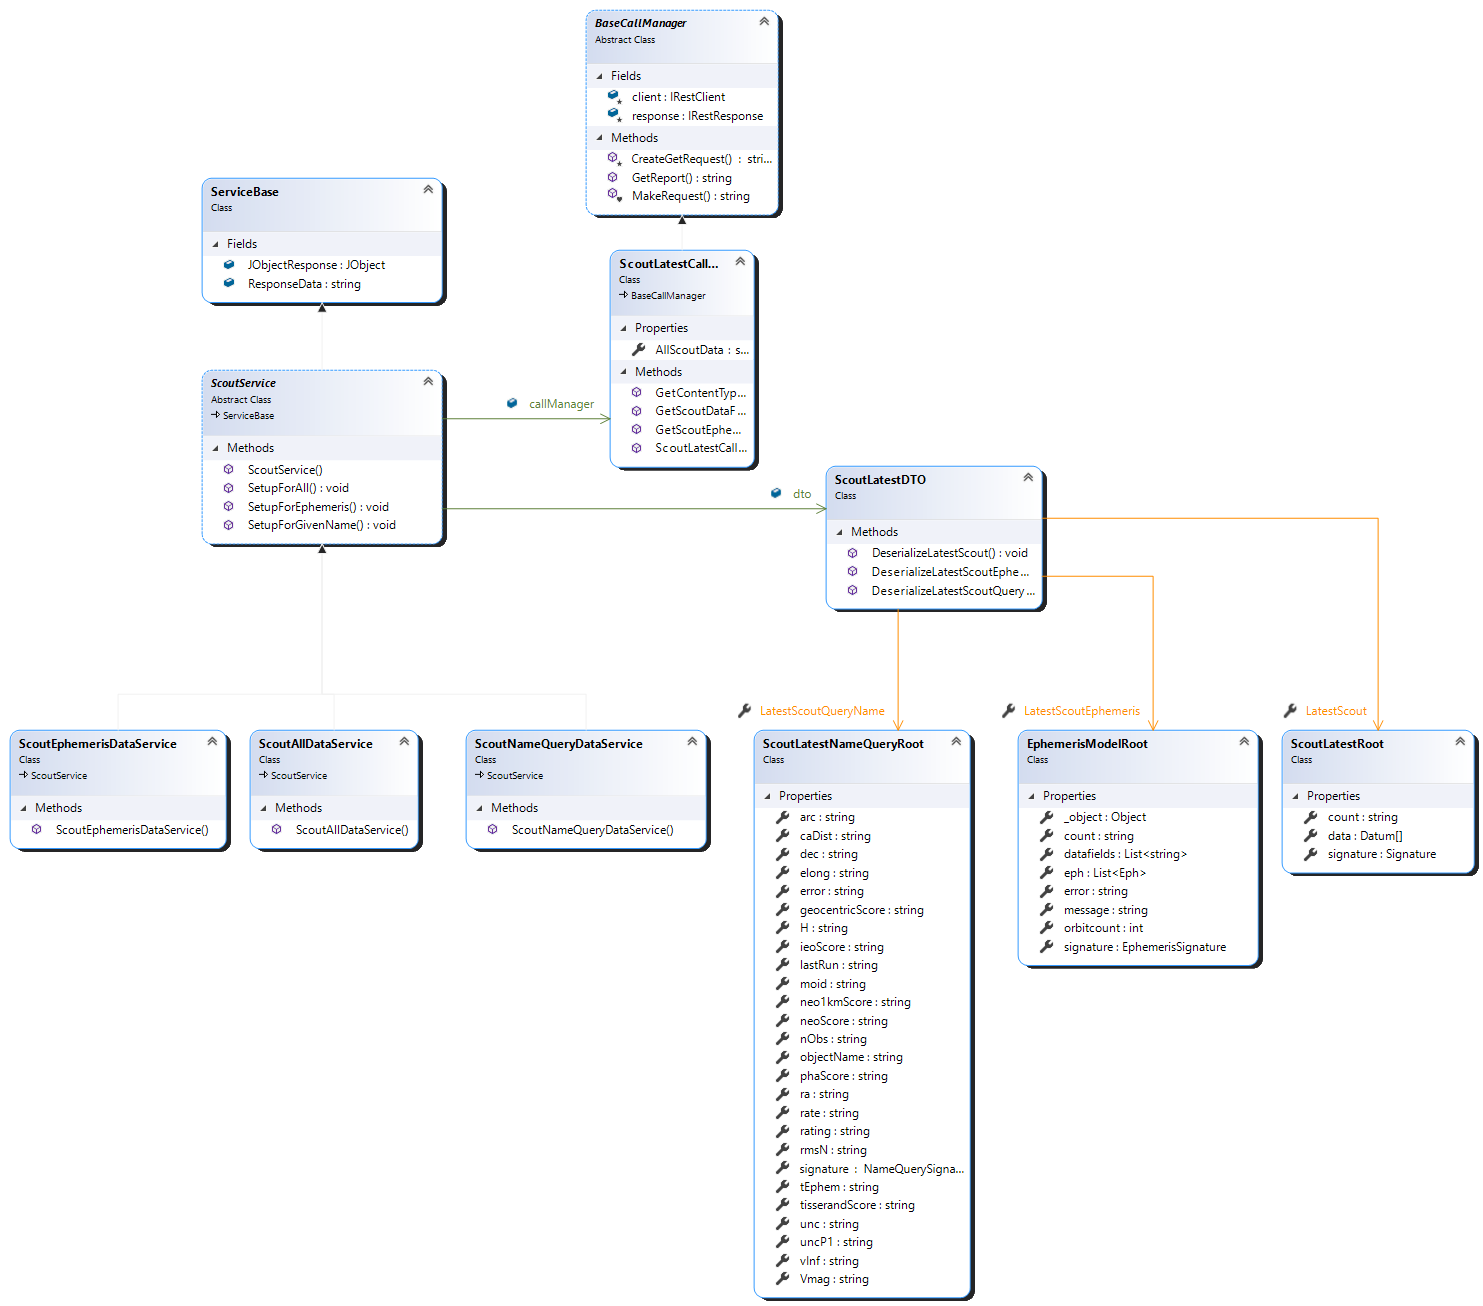 BaseCallManager
Abstract Class
Fields
client : IRestClient
response : IRestResponse
Methods
CreateGetRequest() : stri...
GetReport() : string
MakeRequest() : string
ServiceBase
Class
Fields
JObjectResponse : JObject
ResponseData : string
ScoutLatestCall...
Class
BaseCallManager
Properties
AllScoutData : s...
Methods
GetContentTyp...
GetScoutDataF...
GetScoutEphe...
ScoutLatestCall...
ScoutService
Abstract Class
ServiceBase
Methods
ScoutService()
SetupForAll() : void
SetupForEphemeris() : void
SetupForGivenName() : void
callManager
dto
ScoutLatestDTO
Class
Methods
DeserializeLatestScout() : void
DeserializeLatestScoutEphe...
DeserializeLatestScoutQuery...
LatestScoutQueryName
LatestScoutEphemeris
LatestScout
ScoutEphemerisDataService
Class
ScoutService
Methods
ScoutEphemerisDataService()
ScoutAllDataService
Class
ScoutService
Methods
ScoutAllDataService()
ScoutNameQueryDataService
Class
ScoutService
Methods
ScoutNameQueryDataService()
ScoutLatestNameQueryRoot
Class
Properties
arc : string
caDist : string
dec : string
elong : string
error : string
geocentricScore : string
H : string
ieoScore : string
lastRun : string
moid : string
neo1kmScore : string
neoScore : string
nObs : string
objectName : string
phaScore : string
ra : string
rate : string
rating : string
rmsN : string
signature : NameQuerySigna...
tEphem : string
tisserandScore : string
unc : string
uncP1 : string
vInf : string
Vmag : string
EphemerisModelRoot
Class
Properties
_object : Object
count : string
datafields : List<string>
eph : List<Eph>
error : string
message : string
orbitcount : int
signature : EphemerisSignature
ScoutLatestRoot
Class
Properties
count : string
data : Datum[]
signature : Signature